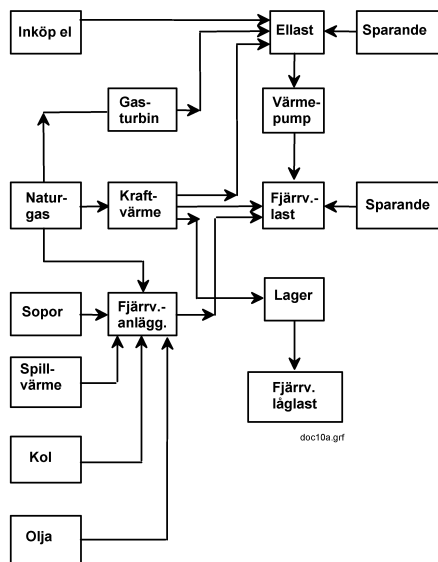 Inköp el
Ellast
Sparande
Gas-
turbin
Värme-
pump
Natur-
gas
Kraft-
värme
Fjärrv.-
last
Sparande
Sopor
Fjärrv.-
anlägg.
Lager
Spill-
värme
Fjärrv.
låglast
doc10a.grf
Kol
Olja